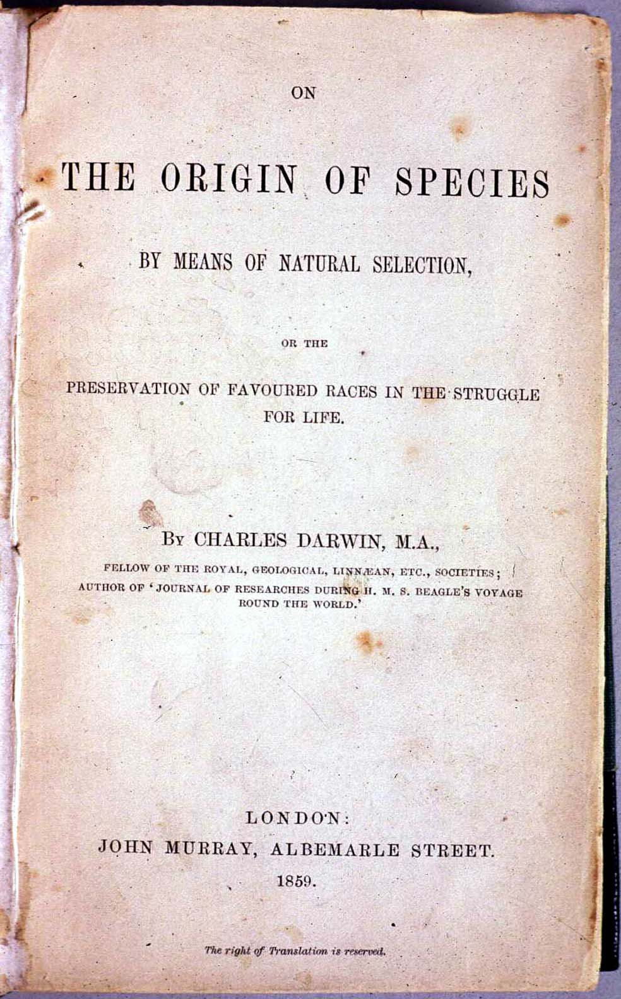 ON
THE ORIGIN OF SPECIES
BY MEANS OF NATURAL SELECTION,
OR THE
PRESERVATION OF FAVOURED RACES IN THE STRUGGLE
FOR LIFE.
BY CHARLES DARWIN, M.A.,
FELLOW OF THE ROYAL, GEOLOGICAL, LINNÆAN, ETC., SOCIETIES;
AUTHOR OF ‘JOURNAL OF RESEARCHES DURING H. M. S. BEAGLE’S VOYAGE
ROUND THE WORLD.’
LONDON:
JOHN MURRAY, ALBEMARLE STREET.
1859.
The right of Translation is reserved.